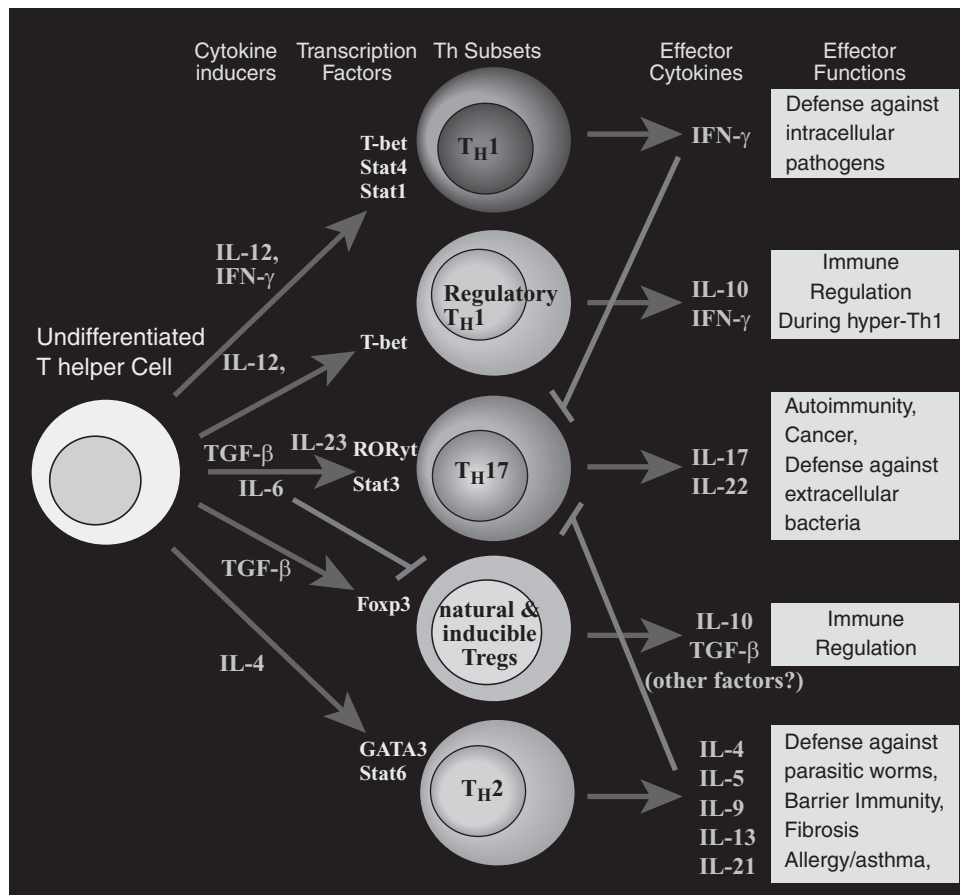 Cytokine
inducers
Transcription
Factors
Th Subsets
Effector
Cytokines
Effector
Functions
Undifferentiated
T helper Cell
IL-12,
IFN-γ
T-bet
Stat4
Stat1
TH1
IFN-γ
Defense against
intracellular
pathogens
IL-12,
T-bet
Regulatory
TH1
IL-10
IFN-γ
Immune
Regulation
During hyper-Th1
TGF-β
IL-6
IL-23
RORyt
Stat3
TH17
IL-17
IL-22
Autoimmunity,
Cancer,
Defense against
extracellular
bacteria
TGF-β
Foxp3
natural &
inducible
Tregs
IL-10
TGF-β
(other factors?)
Immune
Regulation
IL-4
GATA3
Stat6
TH2
IL-4
IL-5
IL-9
IL-13
IL-21
Defense against
parasitic worms,
Barrier Immunity,
Fibrosis
Allergy/asthma,